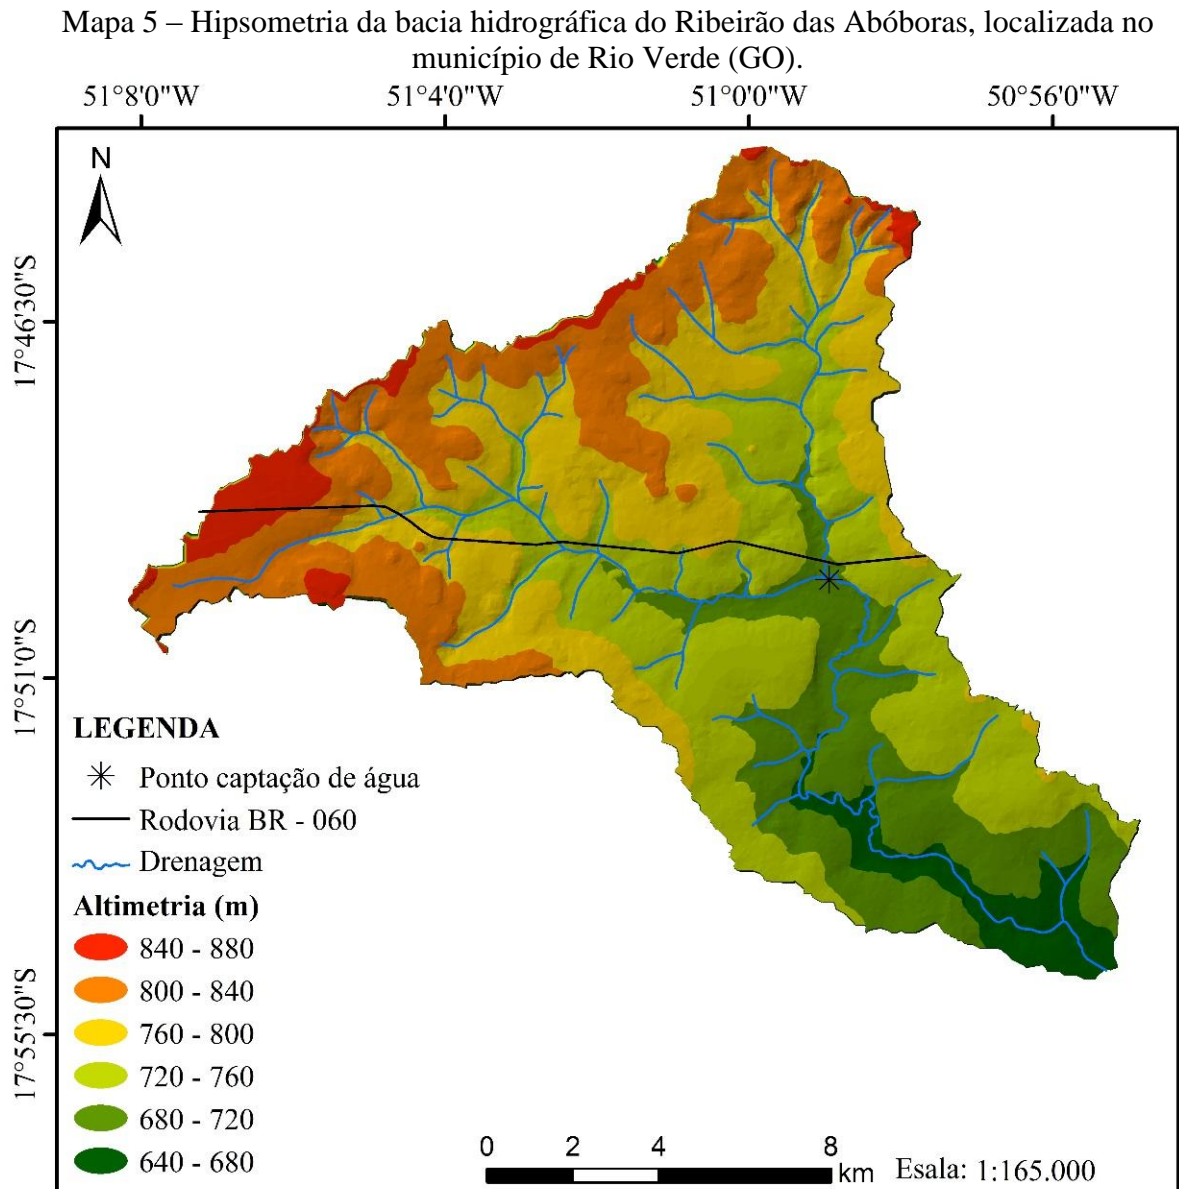 Mapa 5 – Hipsometria da bacia hidrográfica do Ribeirão das Abóboras, localizada no
município de Rio Verde (GO).
51°8'0"W 51°4'0"W 51°0'0"W 50°56'0"W
N
17°46'30"S
17°51'0"S
17°55'30"S
LEGENDA
Ponto captação de água
Rodovia BR - 060
Drenagem
Altimetria (m)
840 - 880
800 - 840
760 - 800
720 - 760
680 - 720
640 - 680
0 2 4 8
km
Esala: 1:165.000